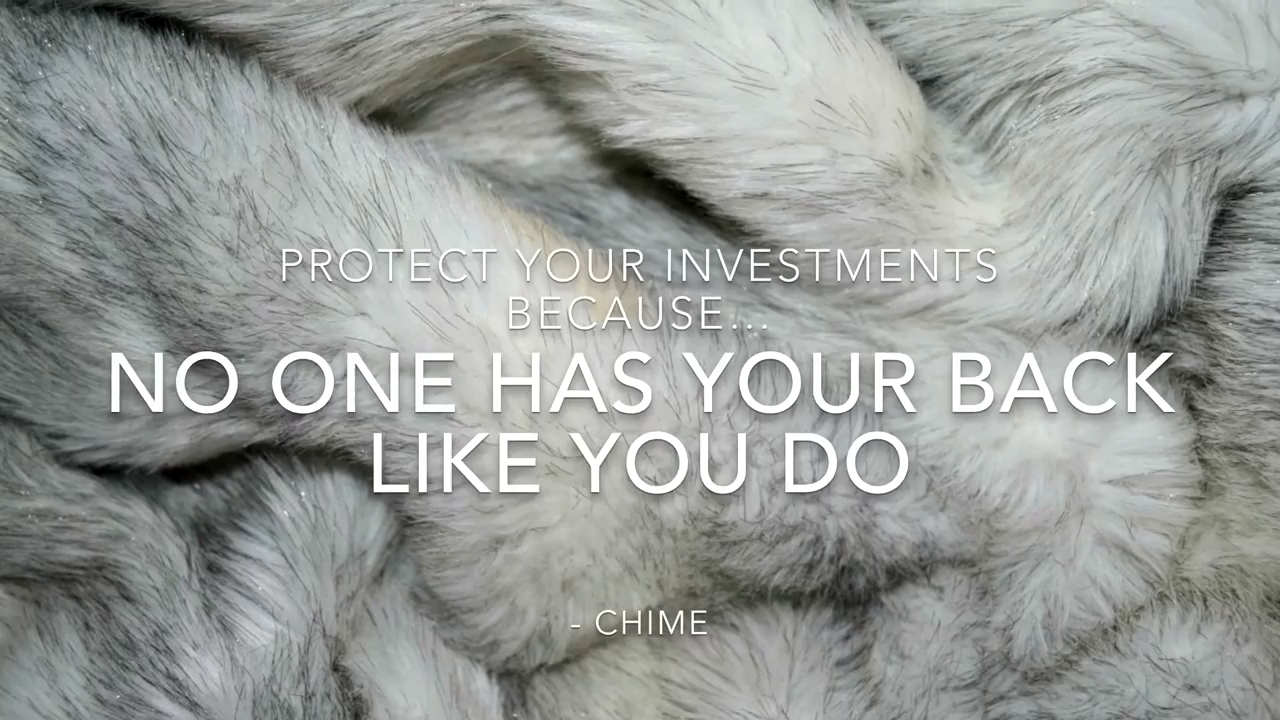 PROTECT YOUR INVESTMENTS
BECAUSE...
NO ONE HAS YOUR BACK
LIKE YOU DO
- CHIME